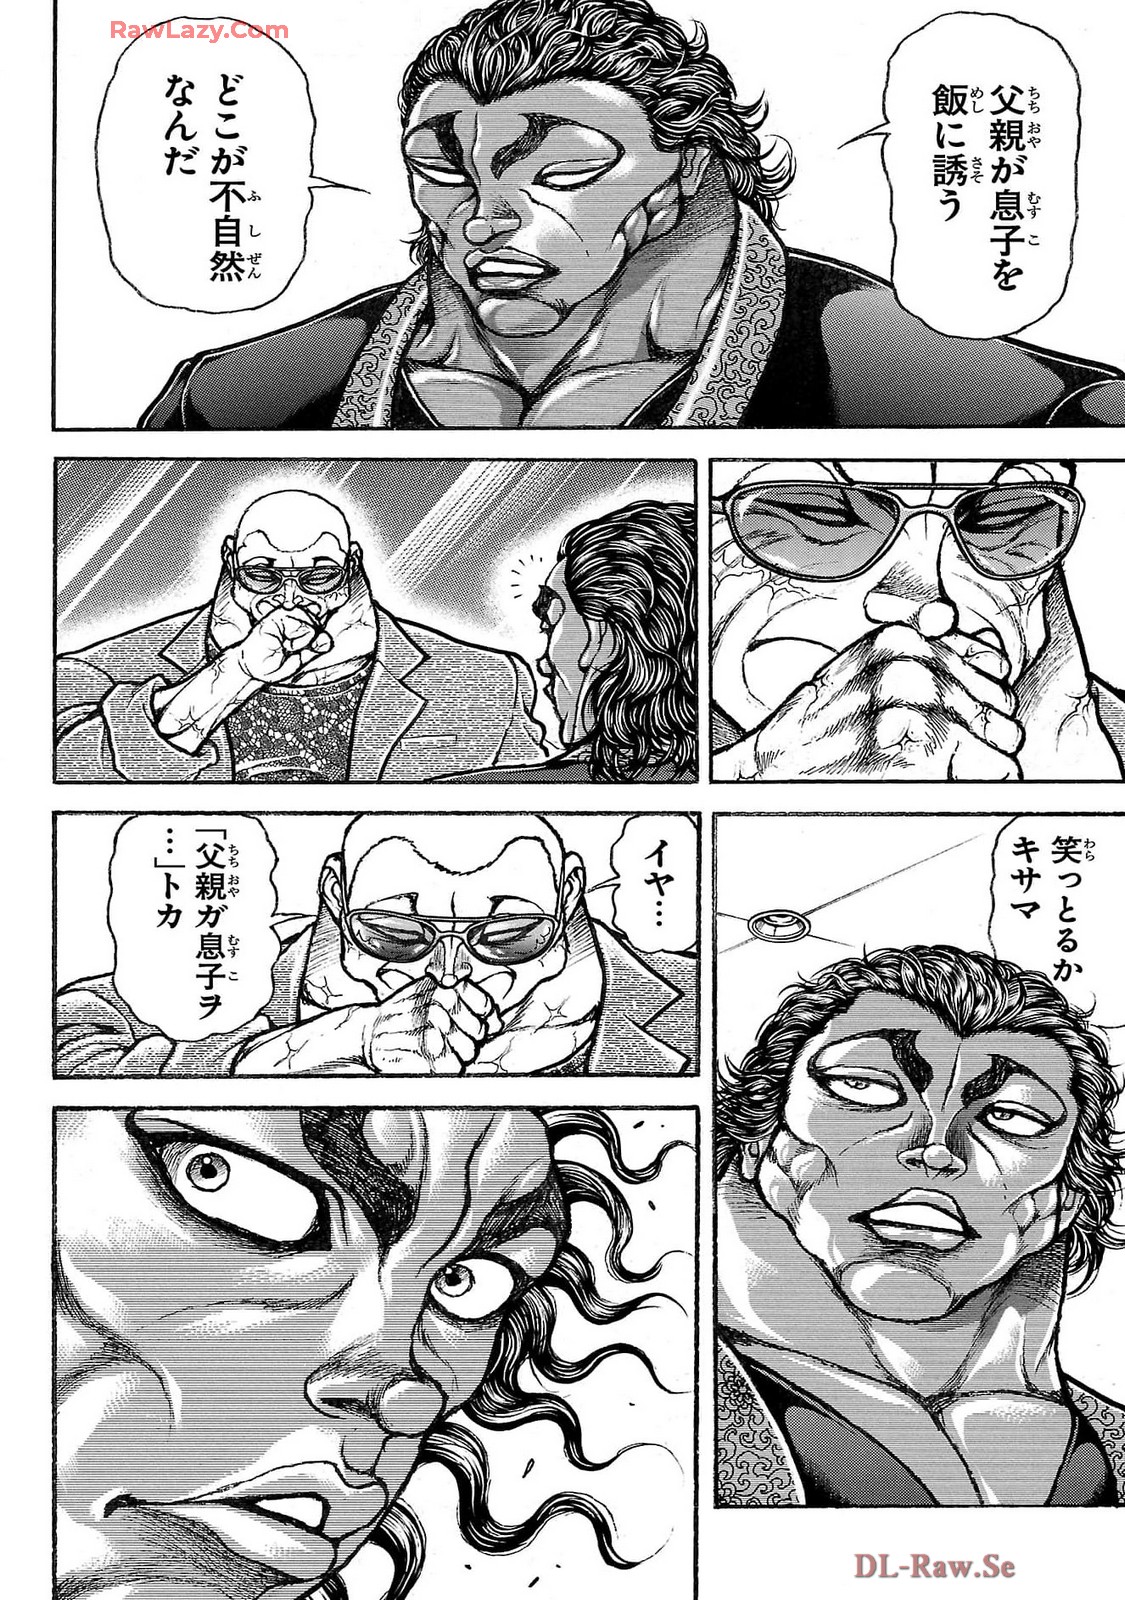 RawLazy.Com
父親が息子を
飯に誘う
どこが不自然
なんだ
笑っとるか
キサマ
イヤ…
「父親ガ息子ヲ
…」トカ
DL-Raw.Se